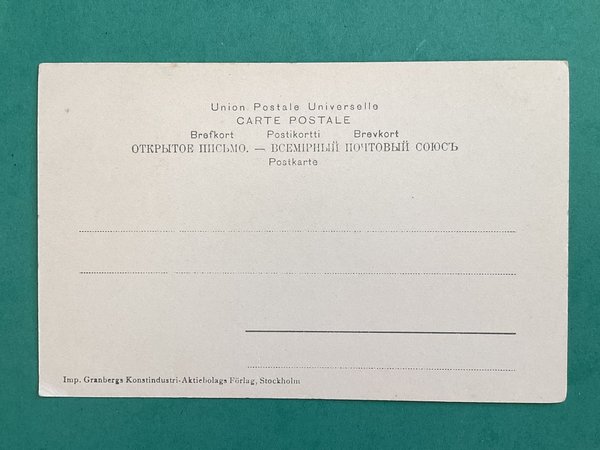 Union Postale Universelle
CARTE POSTALE
Brefkort Postikortti Brevkort
ОТКРЫТОЕ ПИСЬМО. — ВСЕМІРНЫЙ ПОЧТОВЫЙ СОЮСЪ
Postkarte
Imp. Granbergs Konstindustri-Aktiebolags Förlag, Stockholm